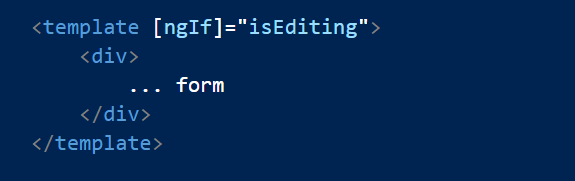 <template [ngIf]="isEditing">
<div>
... form
</div>
</template>